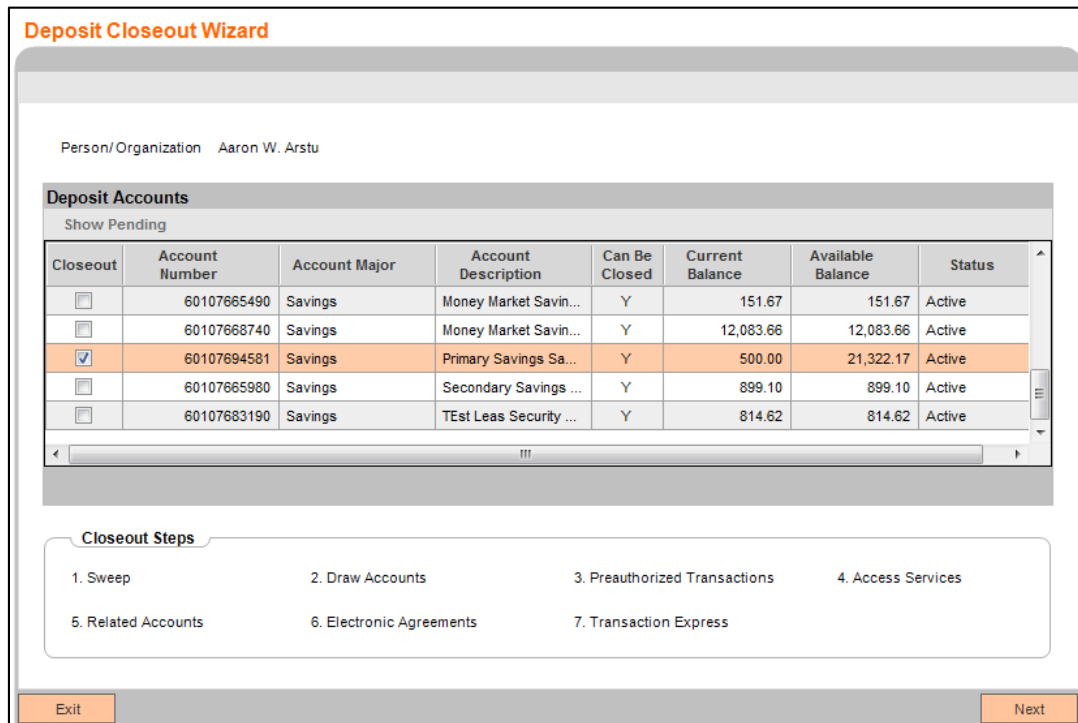 Deposit Closeout Wizard
Person/Organization Aaron W. Arstu
Deposit Accounts
Show Pending
Closeout Account Number Account Major Account Description Can Be Closed Current Balance Available Balance Status
60107665490 Savings Money Market Savin... Y 151.67 151.67 Active
60107668740 Savings Money Market Savin... Y 12,083.66 12,083.66 Active
60107694581 Savings Primary Savings Sa... Y 500.00 21,322.17 Active
60107665980 Savings Secondary Savings ... Y 899.10 899.10 Active
60107683190 Savings TEst Leas Security ... Y 814.62 814.62 Active
Closeout Steps
1. Sweep 2. Draw Accounts 3. Preauthorized Transactions 4. Access Services
5. Related Accounts 6. Electronic Agreements 7. Transaction Express
Exit Next